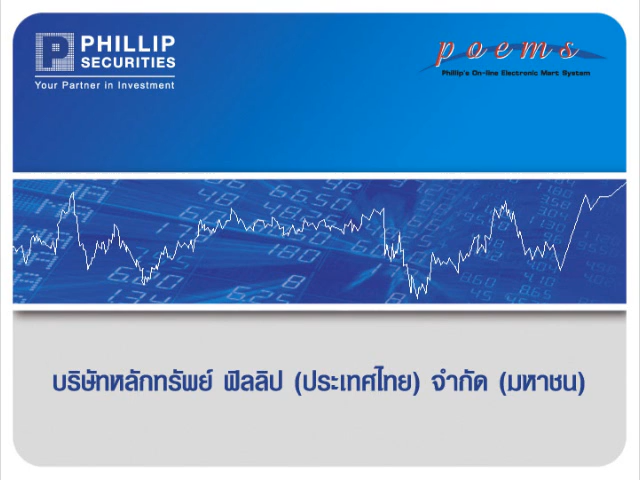 PHILLIP
SECURITIES
Your Partner in Investment
poems
Phillip's On-line Electronic Mart System
บริษัทหลักทรัพย์ ฟิลลิป (ประเทศไทย) จำกัด (มหาชน)